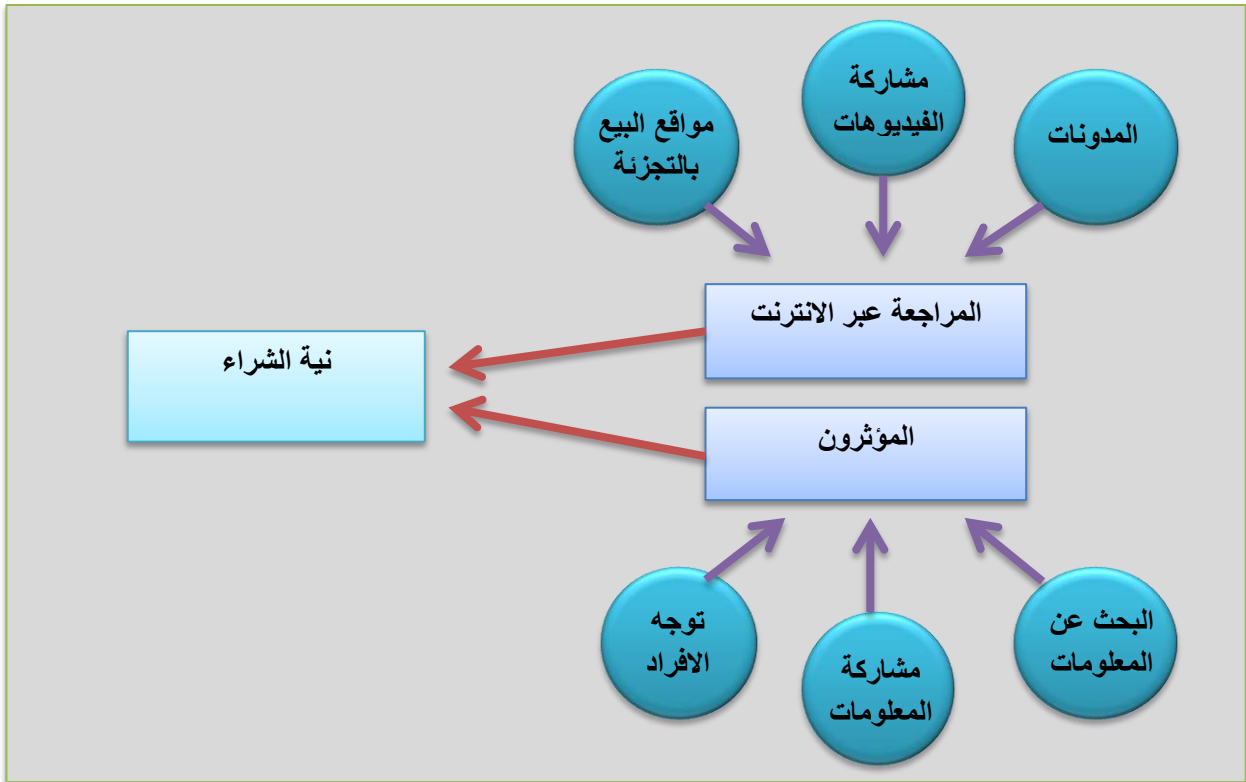 المدونات
مشاركة
الفيديوهات
مواقع البيع
بالتجزئة
المراجعة عبر الانترنت
نية الشراء
المؤثرون
البحث عن
المعلومات
مشاركة
المعلومات
توجه
الافراد